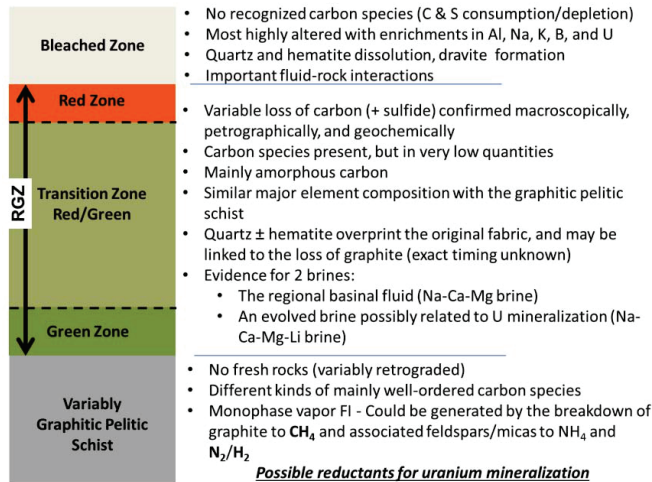 Bleached Zone
• No recognized carbon species (C & S consumption/depletion)
• Most highly altered with enrichments in Al, Na, K, B, and U
• Quartz and hematite dissolution, dravite formation
• Important fluid-rock interactions
RGZ
Red Zone
Transition Zone
Red/Green
Green Zone
• Variable loss of carbon (+ sulfide) confirmed macroscopically,
petrographically, and geochemically
• Carbon species present, but in very low quantities
• Mainly amorphous carbon
• Similar major element composition with the graphitic pelitic
schist
• Quartz ± hematite overprint the original fabric, and may be
linked to the loss of graphite (exact timing unknown)
• Evidence for 2 brines:
• The regional basinal fluid (Na-Ca-Mg brine)
• An evolved brine possibly related to U mineralization (Na-
Ca-Mg-Li brine)
Variably
Graphitic Pelitic
Schist
• No fresh rocks (variably retrograded)
• Different kinds of mainly well-ordered carbon species
• Monophase vapor FI - Could be generated by the breakdown of
graphite to CH₄ and associated feldspars/micas to NH₄ and
N₂/H₂
Possible reductants for uranium mineralization